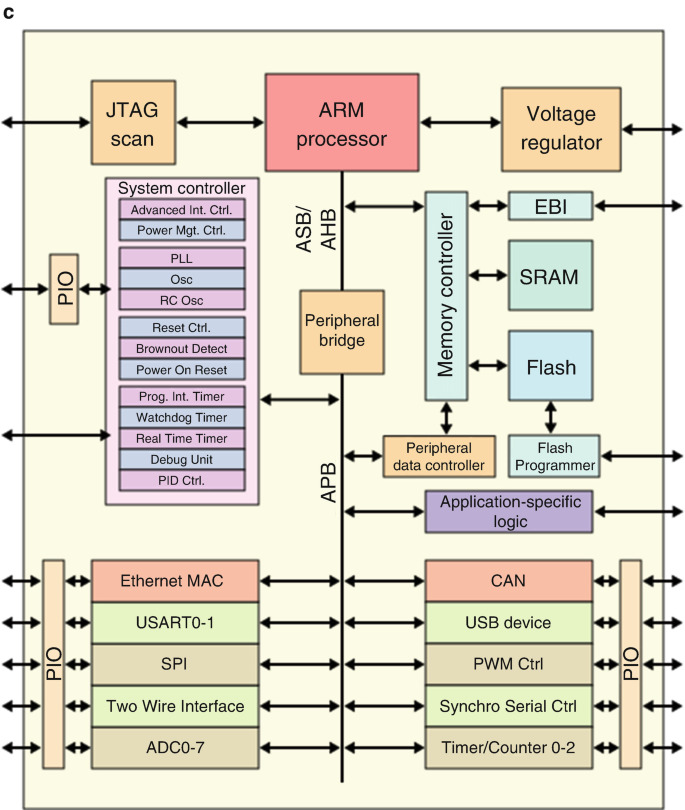 c
JTAG
scan
ARM
processor
Voltage
regulator
System controller
Advanced Int. Ctrl.
Power Mgt. Ctrl.
PLL
Osc
RC Osc
Reset Ctrl.
Brownout Detect
Power On Reset
Prog. Int. Timer
Watchdog Timer
Real Time Timer
Debug Unit
PID Ctrl.
PIO
ASB/
AHB
Peripheral
bridge
APB
Memory controller
EBI
SRAM
Flash
Peripheral
data controller
Flash
Programmer
Application-specific
logic
PIO
Ethernet MAC
USART0-1
SPI
Two Wire Interface
ADC0-7
CAN
USB device
PWM Ctrl
Synchro Serial Ctrl
Timer/Counter 0-2
PIO